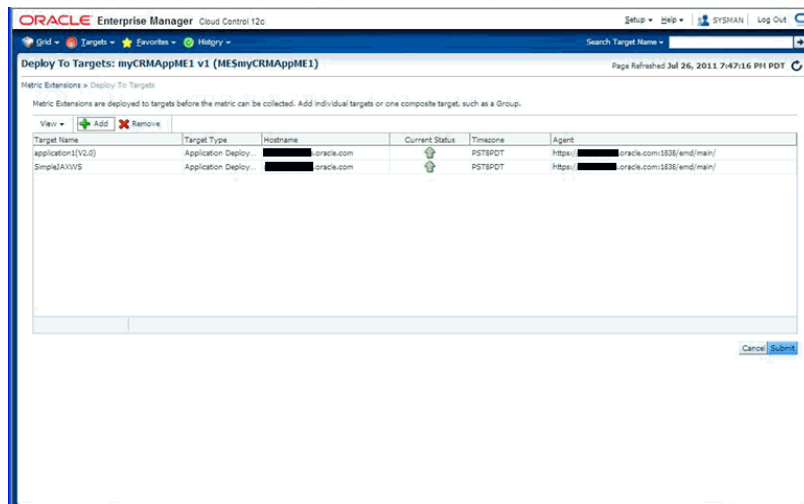 ORACLE Enterprise Manager Cloud Control 12c
Setup Help SYSMAN Log Out
Grid Targets Favorites History
Search Target Name
Deploy To Targets: myCRMAppME1 v1 (ME$myCRMAppME1)
Page Refreshed Jul 26, 2011 7:47:16 PM PDT
Metric Extensions > Deploy To Targets
Metric Extensions are deployed to targets before the metric can be collected. Add individual targets or one composite target, such as a Group.
View Add Remove
Target Name Target Type Hostname Current Status Timezone Agent
application1(V2.0) Application Deploy... .oracle.com PST8PDT https:/ .oracle.com:1838/emd/main/
SimpleJAXWS Application Deploy... .oracle.com PST8PDT https:/ .oracle.com:1838/emd/main/
Cancel Submit